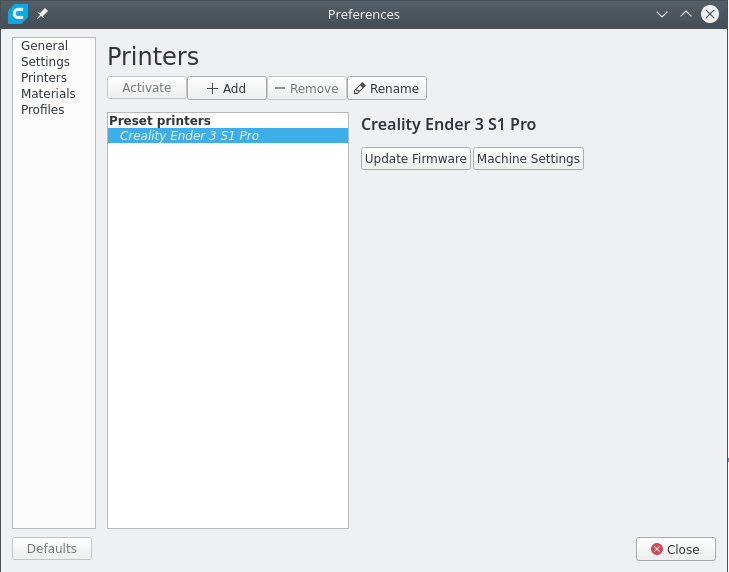 Preferences
General
Settings
Printers
Materials
Profiles
Printers
Activate
Add
Remove
Rename
Preset printers
Creality Ender 3 S1 Pro
Creality Ender 3 S1 Pro
Update Firmware
Machine Settings
Defaults
Close